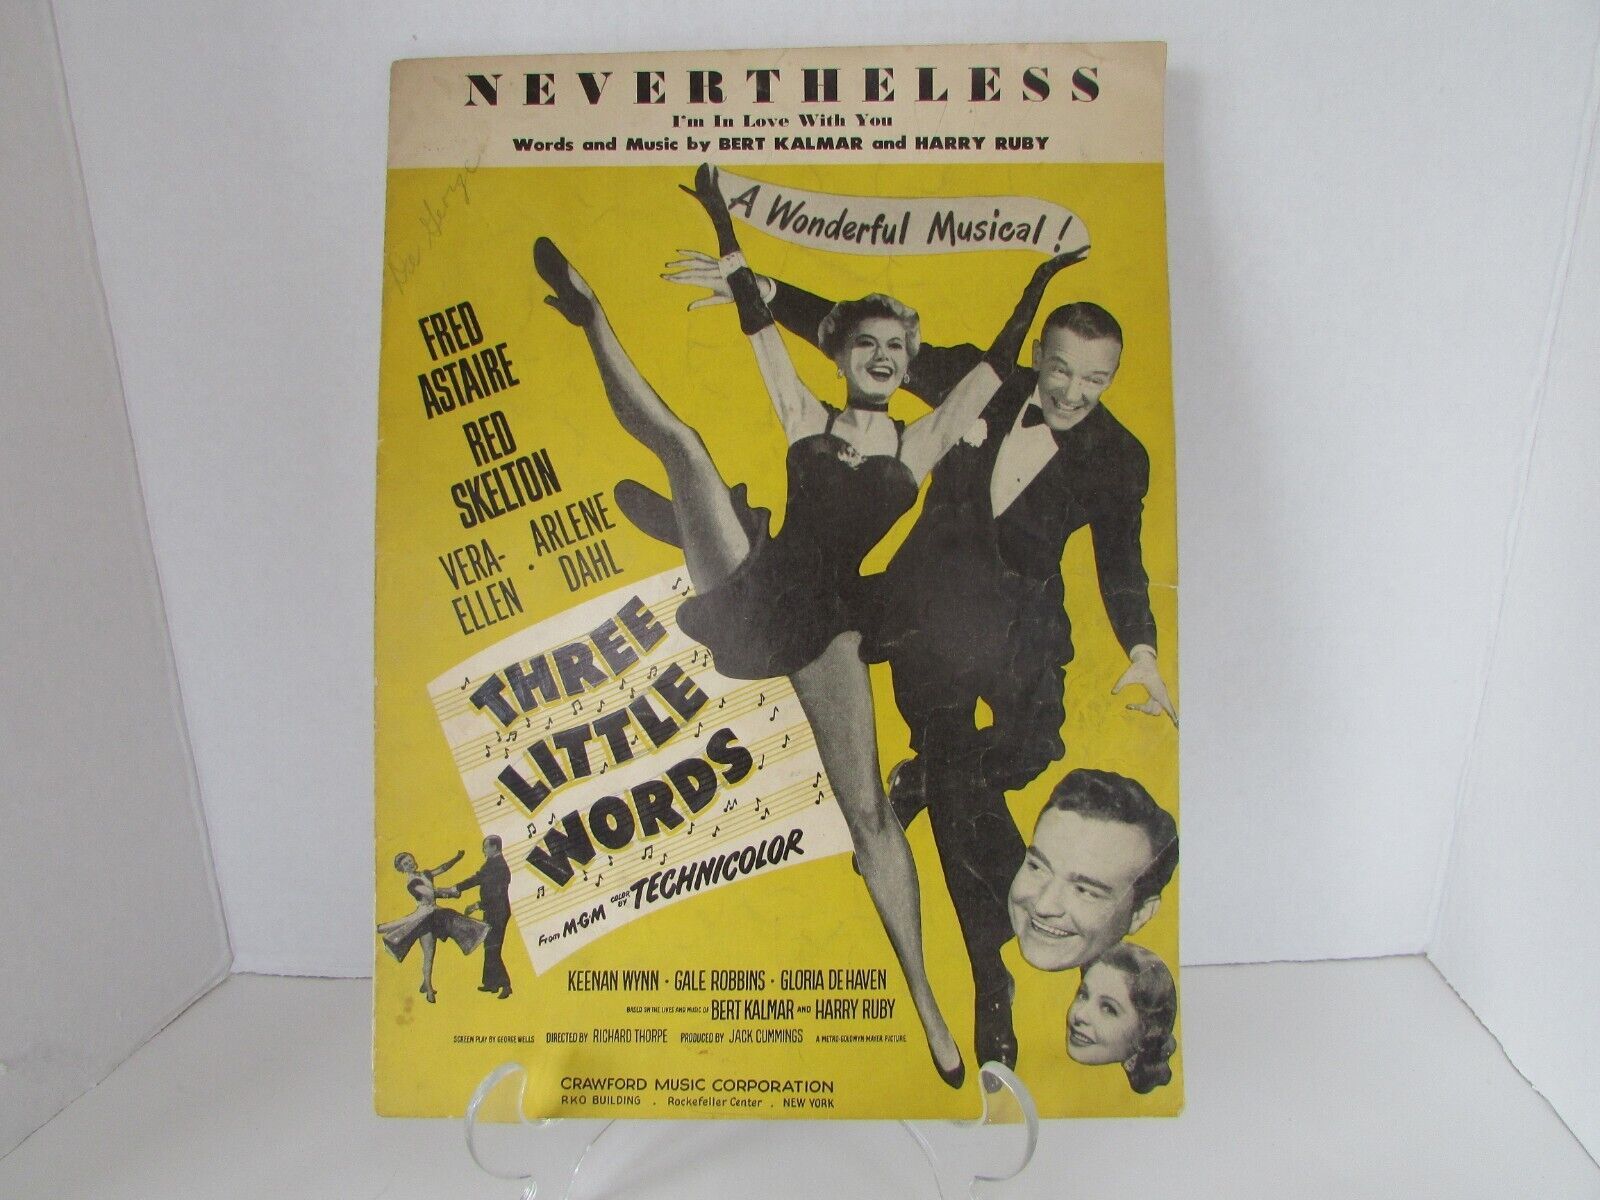 NEVERTHELESS
I'm In Love With You
Words and Music by BERT KALMAR and HARRY RUBY
George
A Wonderful Musical!
FRED
ASTAIRE
RED
SKELTON
VERA-
ELLEN
·
ARLENE
DAHL
THREE
LITTLE
WORDS
From M-G-M COLOR BY TECHNICOLOR
KEENAN WYNN · GALE ROBBINS · GLORIA DE HAVEN
BASED ON THE LIVES AND MUSIC OF BERT KALMAR AND HARRY RUBY
SCREEN PLAY BY GEORGE WELLS DIRECTED BY RICHARD THORPE PRODUCED BY JACK CUMMINGS A METRO-GOLDWYN-MAYER PICTURE
CRAWFORD MUSIC CORPORATION
RKO BUILDING . Rockefeller Center . NEW YORK